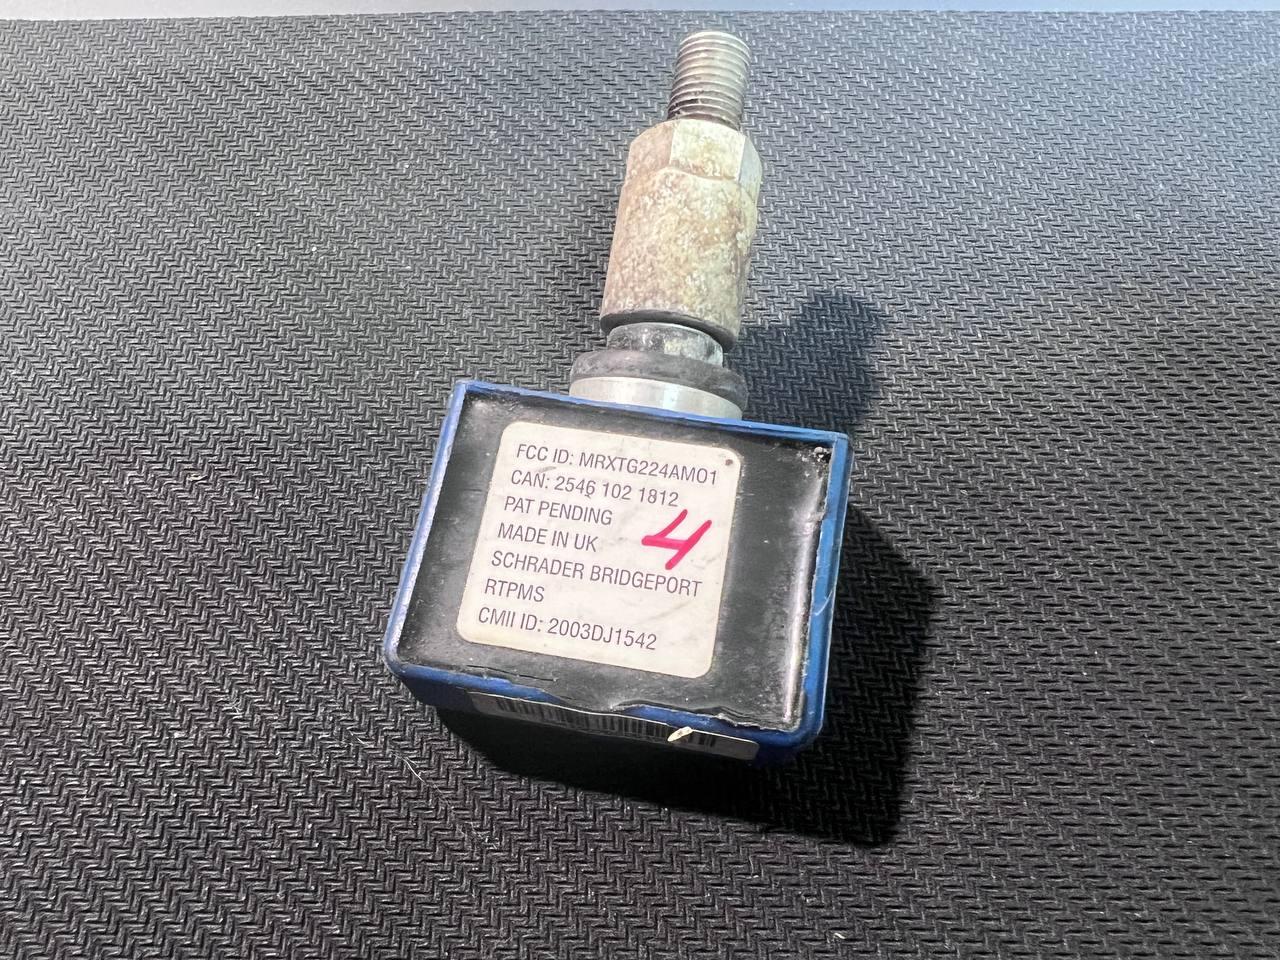 FCC ID: MRXTG224AM01
CAN: 2546 102 1812
PAT PENDING
MADE IN UK
4
SCHRADER BRIDGEPORT
RTPMS
CMII ID: 2003DJ1542